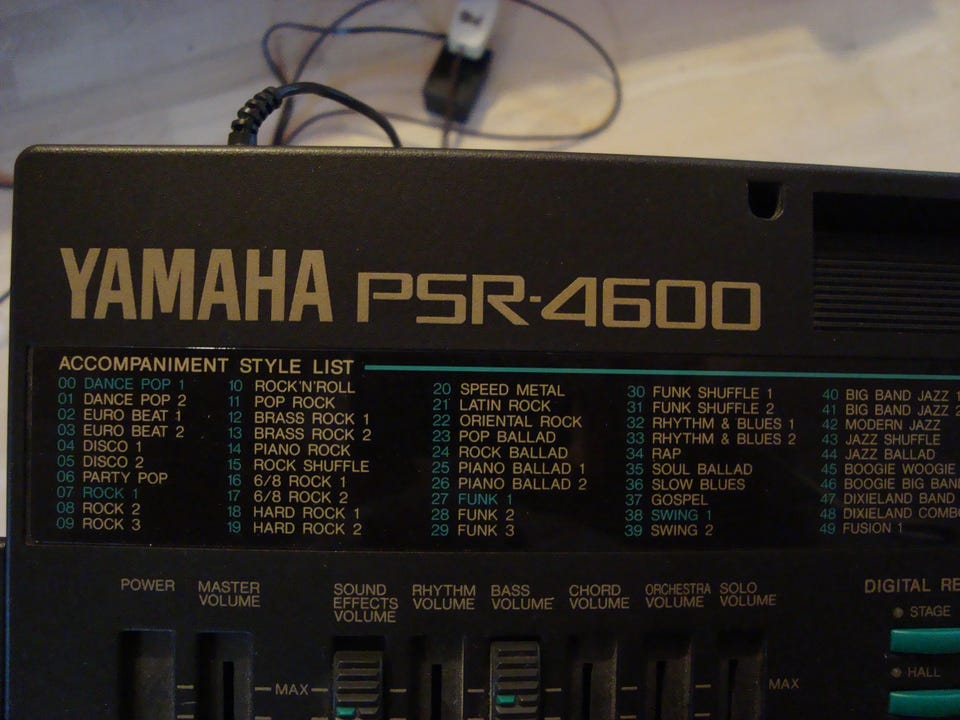 YAMAHA PSR-4600
ACCOMPANIMENT STYLE LIST
00 DANCE POP 1
01 DANCE POP 2
02 EURO BEAT 1
03 EURO BEAT 2
04 DISCO 1
05 DISCO 2
06 PARTY POP
07 ROCK 1
08 ROCK 2
09 ROCK 3
10 ROCK'N'ROLL
11 POP ROCK
12 BRASS ROCK 1
13 BRASS ROCK 2
14 PIANO ROCK
15 ROCK SHUFFLE
16 6/8 ROCK 1
17 6/8 ROCK 2
18 HARD ROCK 1
19 HARD ROCK 2
20 SPEED METAL
21 LATIN ROCK
22 ORIENTAL ROCK
23 POP BALLAD
24 ROCK BALLAD
25 PIANO BALLAD 1
26 PIANO BALLAD 2
27 FUNK 1
28 FUNK 2
29 FUNK 3
30 FUNK SHUFFLE 1
31 FUNK SHUFFLE 2
32 RHYTHM & BLUES 1
33 RHYTHM & BLUES 2
34 RAP
35 SOUL BALLAD
36 SLOW BLUES
37 GOSPEL
38 SWING 1
39 SWING 2
40 BIG BAND JAZZ 1
41 BIG BAND JAZZ 2
42 MODERN JAZZ
43 JAZZ SHUFFLE
44 JAZZ BALLAD
45 BOOGIE WOOGIE
46 BOOGIE BIG BAN
47 DIXIELAND BAND
48 DIXIELAND COMBO
49 FUSION 1
POWER
MASTER
VOLUME
SOUND
EFFECTS
VOLUME
RHYTHM
VOLUME
BASS
VOLUME
CHORD
VOLUME
ORCHESTRA
VOLUME
SOLO
VOLUME
MAX
MAX
DIGITAL RE
STAGE
HALL